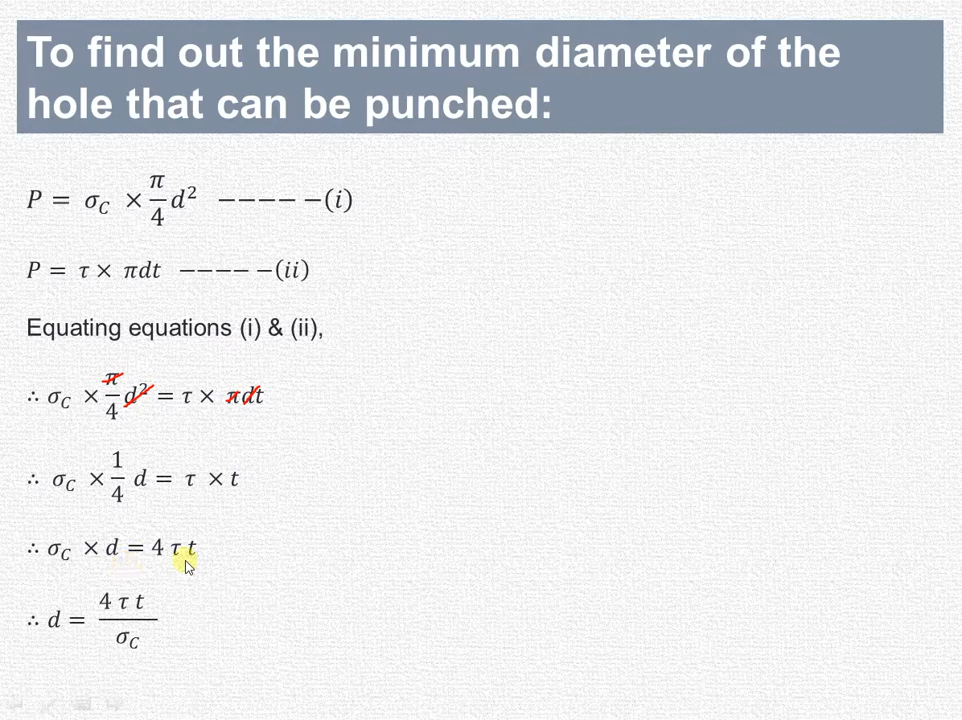 To find out the minimum diameter of the
hole that can be punched:
P = σ_C × π/4 d² −−−−−−(i)
P = τ × πdt −−−−−−(ii)
Equating equations (i) & (ii),
∴ σ_C × π/4 d² = τ × πdt
∴ σ_C × 1/4 d = τ × t
∴ σ_C × d = 4 τ t
∴ d = 4 τ t / σ_C